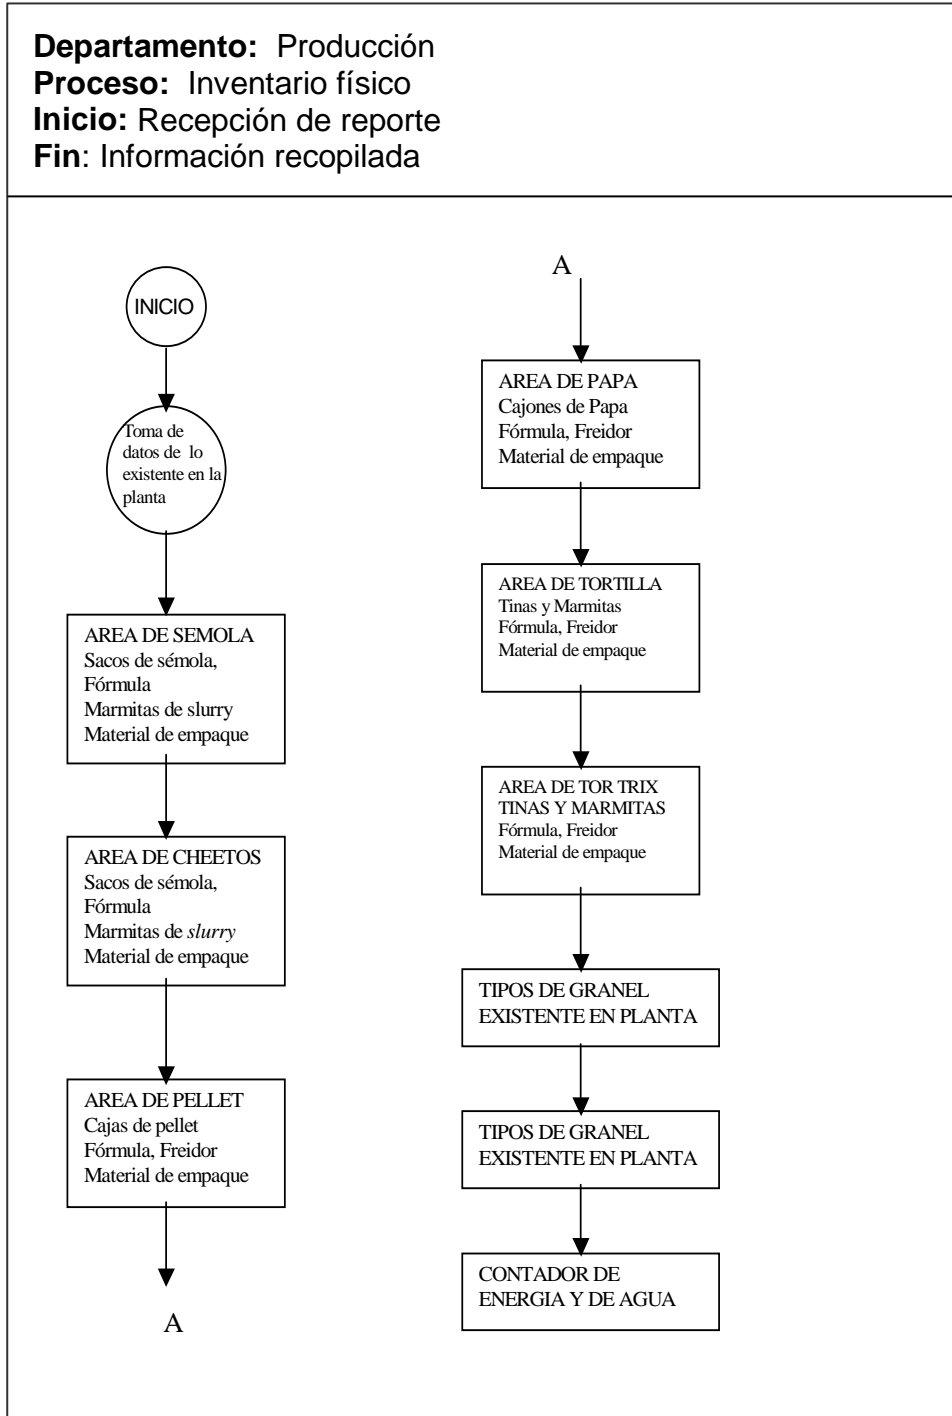 Departamento: Producción
Proceso: Inventario físico
Inicio: Recepción de reporte
Fin: Información recopilada
INICIO
Toma de
datos de lo
existente en la
planta
AREA DE SEMOLA
Sacos de sémola,
Fórmula
Marmitas de slurry
Material de empaque
AREA DE CHEETOS
Sacos de sémola,
Fórmula
Marmitas de slurry
Material de empaque
AREA DE PELLET
Cajas de pellet
Fórmula, Freidor
Material de empaque
A
A
AREA DE PAPA
Cajones de Papa
Fórmula, Freidor
Material de empaque
AREA DE TORTILLA
Tinas y Marmitas
Fórmula, Freidor
Material de empaque
AREA DE TOR TRIX
TINAS Y MARMITAS
Fórmula, Freidor
Material de empaque
TIPOS DE GRANEL
EXISTENTE EN PLANTA
TIPOS DE GRANEL
EXISTENTE EN PLANTA
CONTADOR DE
ENERGIA Y DE AGUA